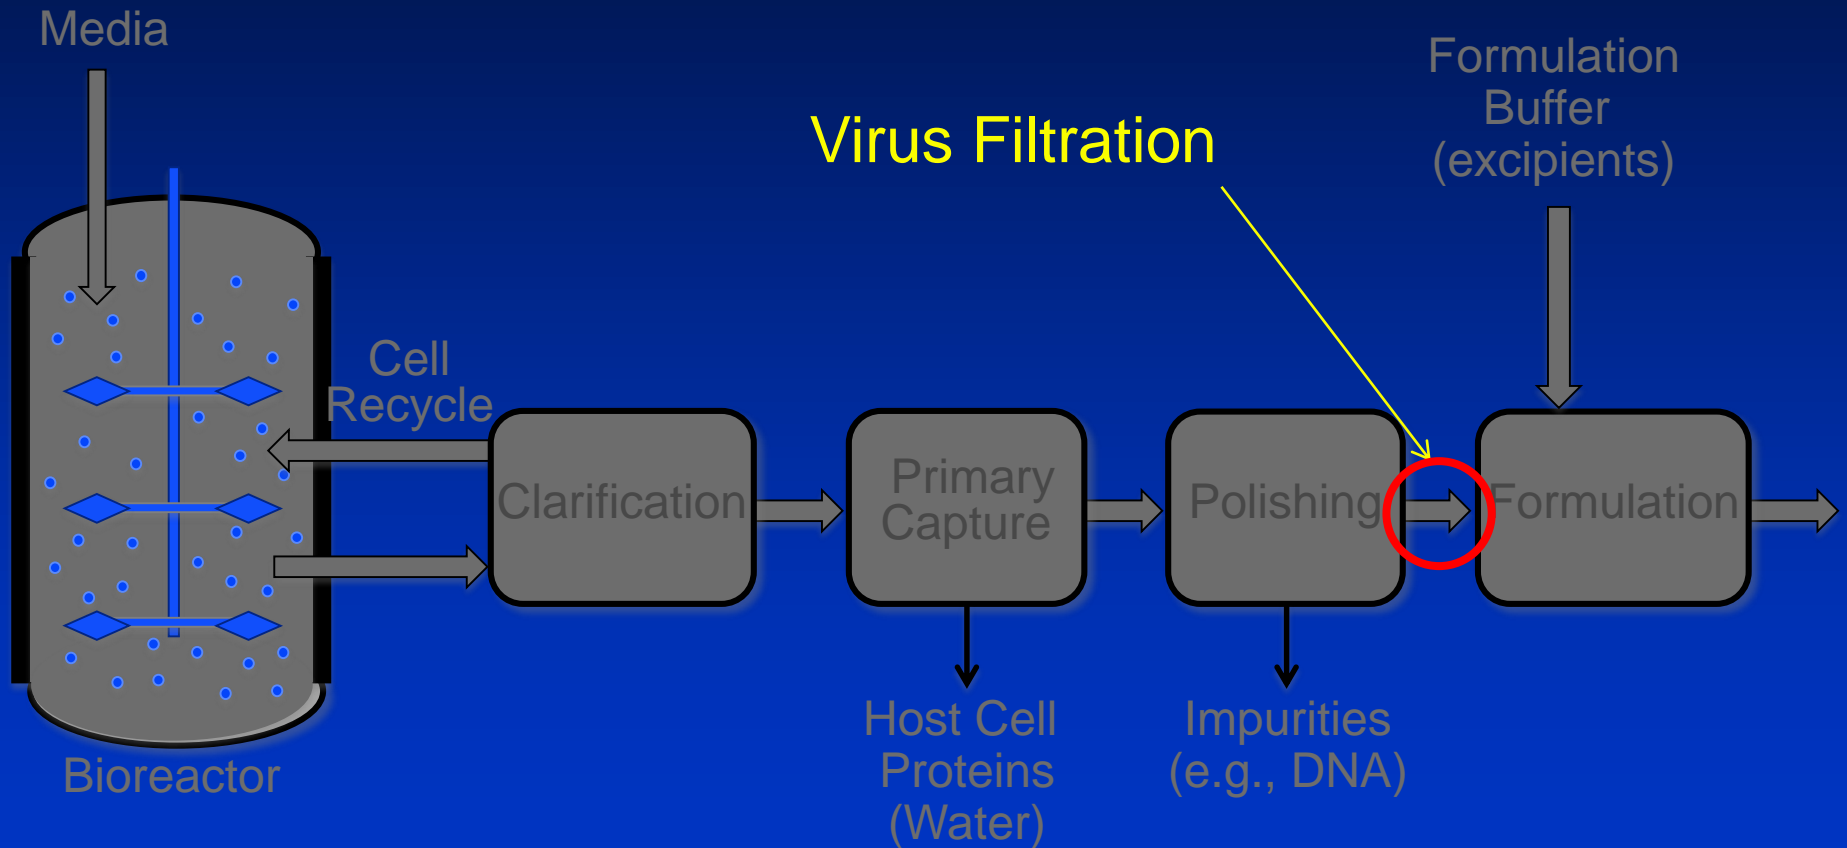 Media
Formulation
Buffer
(excipients)
Virus Filtration
Cell
Recycle
Clarification
Primary
Capture
Polishing
Formulation
Host Cell
Proteins
(Water)
Impurities
(e.g., DNA)
Bioreactor